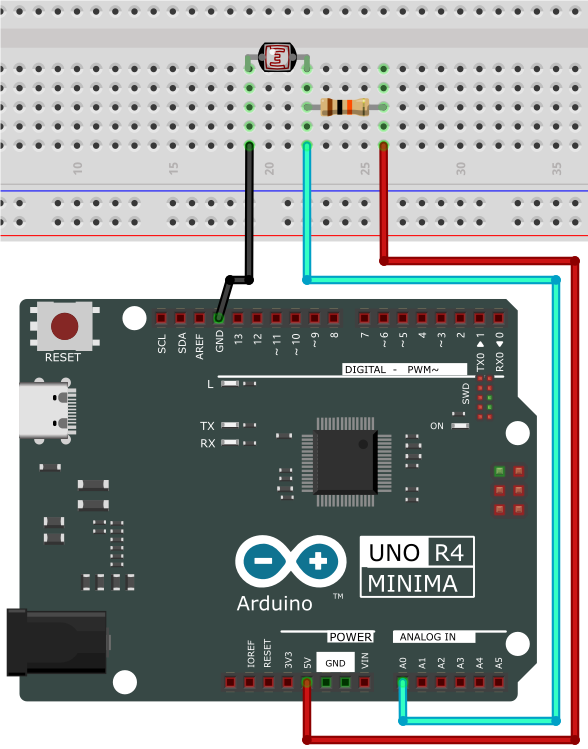 10 15 20 25 30 35
RESET
SCL SDA AREF GND 13 12 ~11 ~10 ~9 8 7 ~6 ~5 ~4 ~3 2 TX0 ▶ 1 RX0 ◀ 0
DIGITAL - PWM~
L
TX
RX
SWD
ON
UNO R4
MINIMA
Arduino
TM
POWER ANALOG IN
IOREF RESET 3V3 5V GND VIN A0 A1 A2 A3 A4 A5